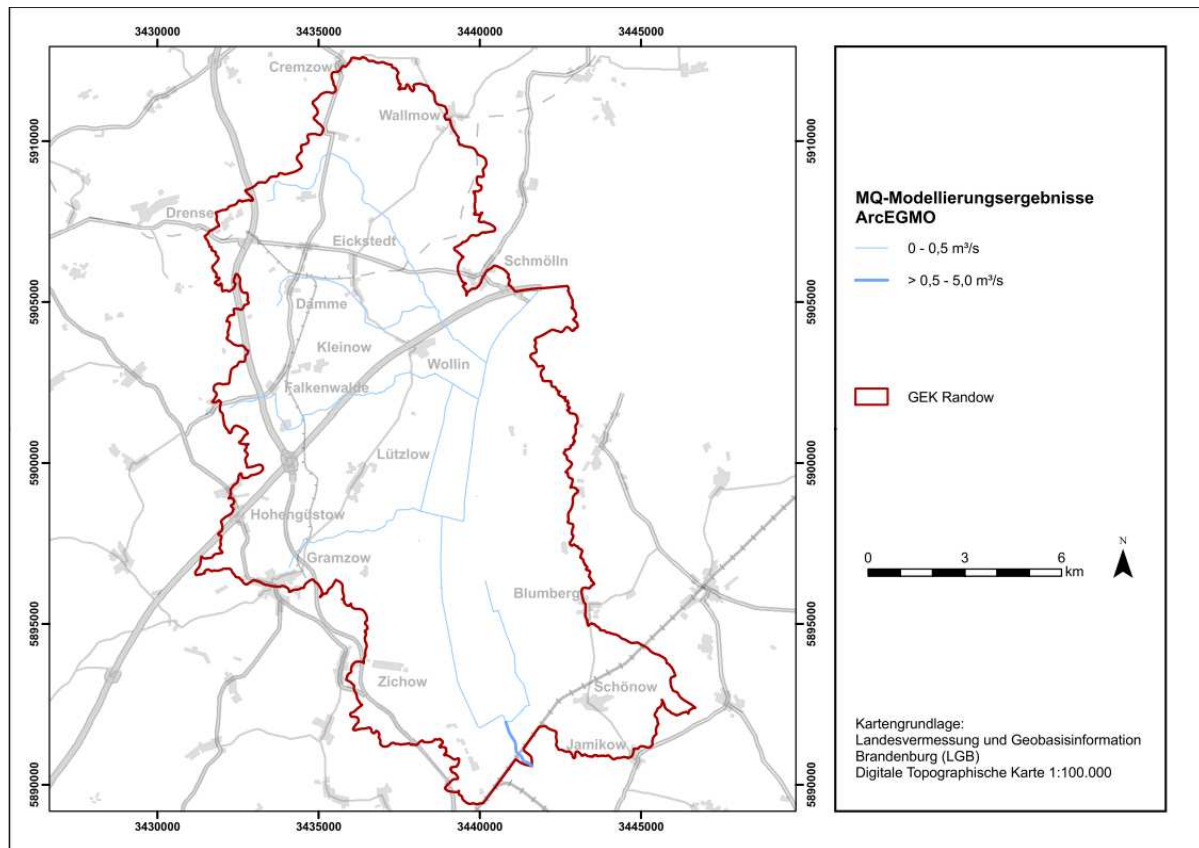 3430000 3435000 3440000 3445000
5910000
5905000
5900000
5895000
5890000
Cremzow
Wallmow
Drense
Eickstedt
Schmölln
Damme
Kleinow
Wollin
Falkenwalde
Lützlow
Hohengüstow
Gramzow
Blumberg
Zichow
Schönow
Jamikow
5910000
5905000
5900000
5895000
5890000
3430000 3435000 3440000 3445000
MQ-Modellierungsergebnisse
ArcEGMO
0 - 0,5 m³/s
> 0,5 - 5,0 m³/s
GEK Randow
N
0 3 6
km
Kartengrundlage:
Landesvermessung und Geobasisinformation
Brandenburg (LGB)
Digitale Topographische Karte 1:100.000